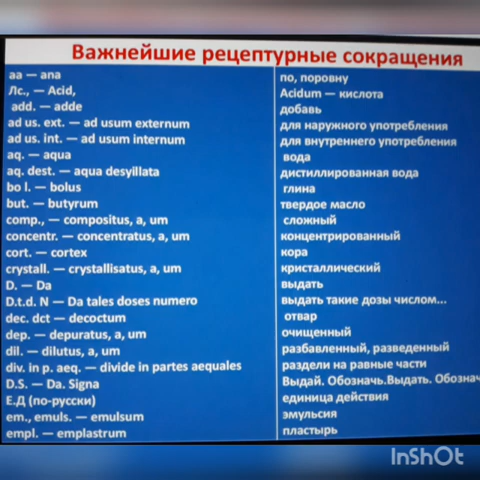 Важнейшие рецептурные сокращения
aa — ana по, поровну
Лс., — Acid, Acidum — кислота
add. — adde добавь
ad us. ext. — ad usum externum для наружного употребления
ad us. int. — ad usum internum для внутреннего употребления
aq. — aqua вода
aq. dest. — aqua desyillata дистиллированная вода
bo l. — bolus глина
but. — butyrum твердое масло
comp., — compositus, a, um сложный
concentr. — concentratus, a, um концентрированный
cort. — cortex кора
crystall. — crystallisatus, a, um кристаллический
D. — Da выдать
D.t.d. N — Da tales doses numero выдать такие дозы числом...
dec. dct — decoctum отвар
dep. — depuratus, a, um очищенный
dil. — dilutus, a, um разбавленный, разведенный
div. in p. aeq. — divide in partes aequales раздели на равные части
D.S. — Da. Signa Выдай. Обозначь.Выдать. Обознач
Е.Д (по-русски) единица действия
em., emuls. — emulsum эмульсия
empl. — emplastrum пластырь
InShOt